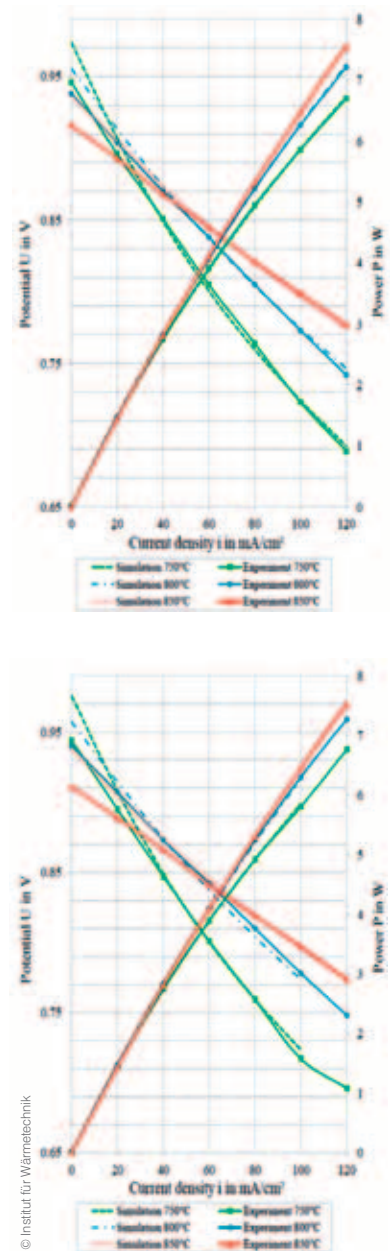 8
0.95
7
6
0.85
5
4
0.75
3
2
1
0.65
0
0 20 40 60 80 100 120
Potential U in V
Power P in W
Current density i in mA/cm²
Simulation 750°C Experiment 750°C
Simulation 800°C Experiment 800°C
Simulation 850°C Experiment 850°C
8
0.95
7
6
0.85
5
4
0.75
3
2
1
0.65
0
0 20 40 60 80 100 120
Potential U in V
Power P in W
Current density i in mA/cm²
Simulation 750°C Experiment 750°C
Simulation 800°C Experiment 800°C
Simulation 850°C Experiment 850°C
© Institut für Wärmetechnik